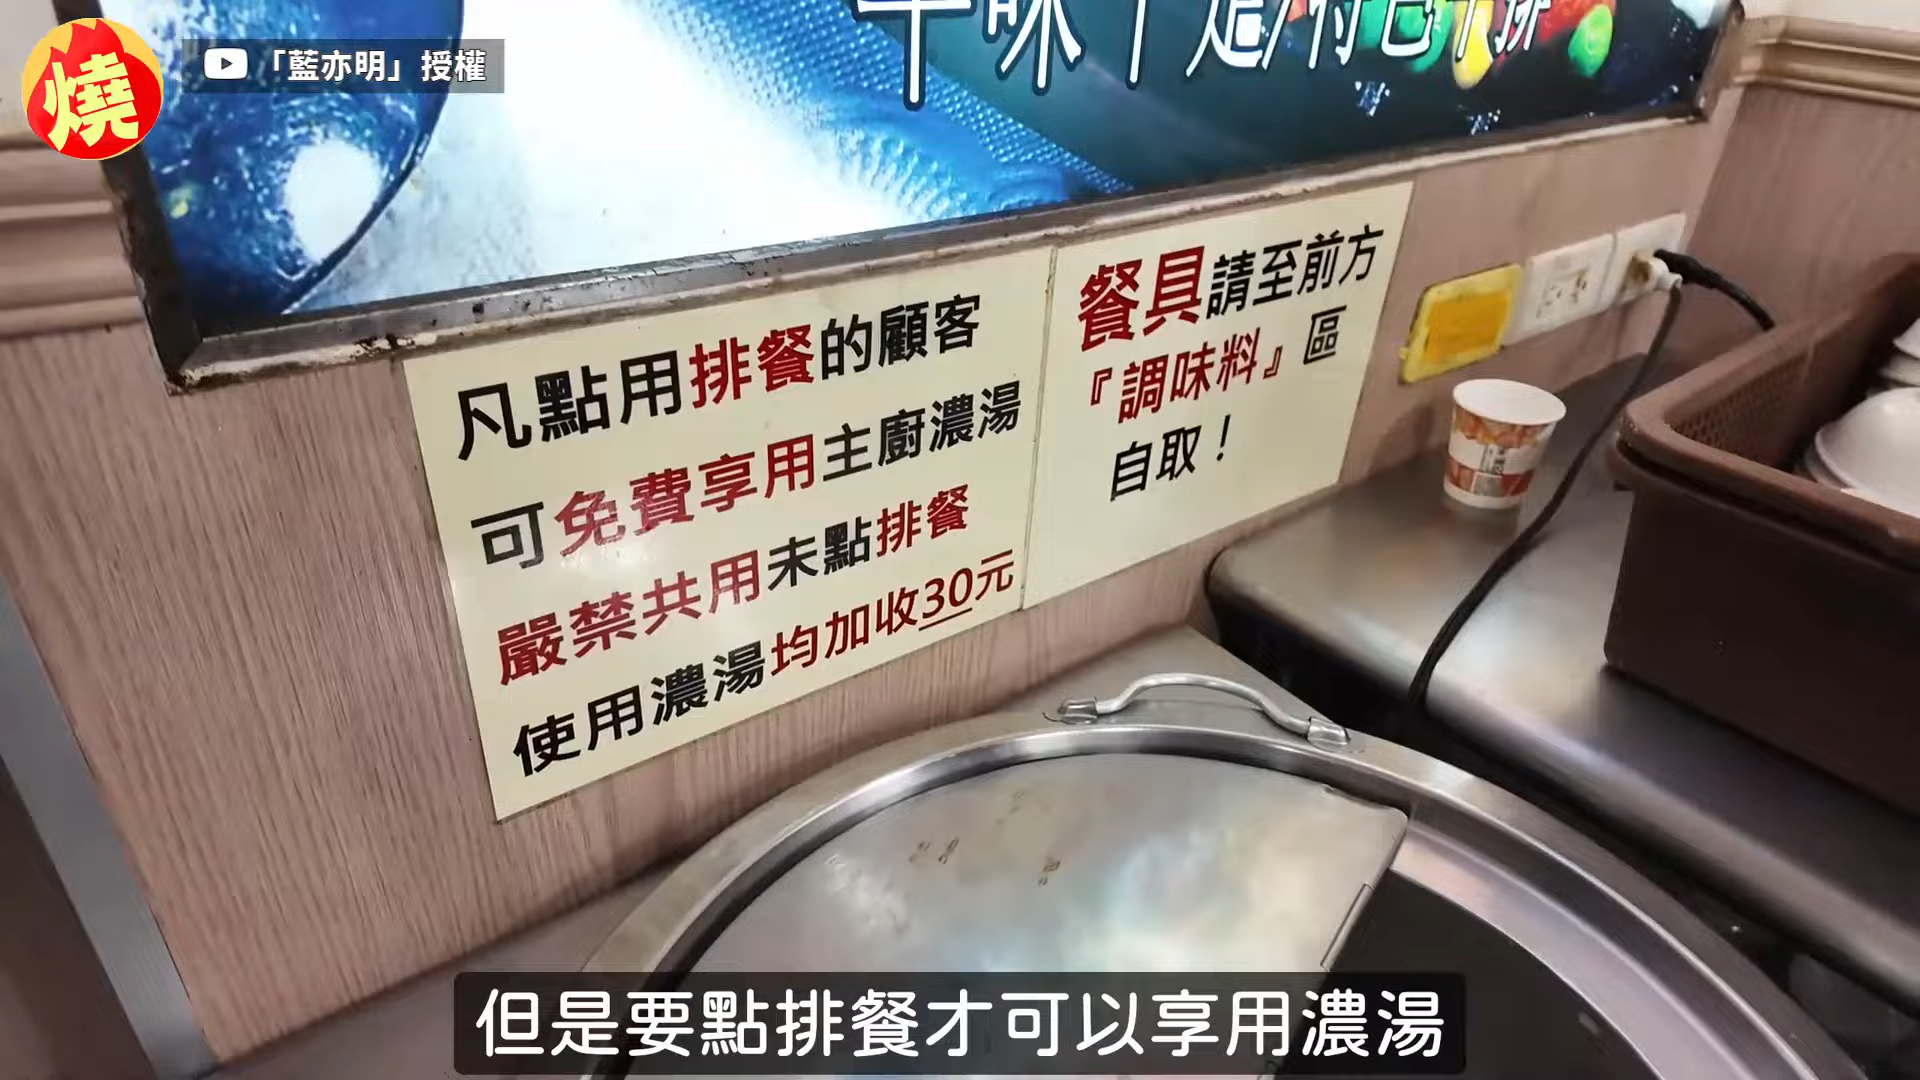 燒
「藍亦明」授權
凡點用排餐的顧客
可免費享用主廚濃湯
嚴禁共用未點排餐
使用濃湯均加收30元
餐具請至前方
『調味料』區
自取！
但是要點排餐才可以享用濃湯